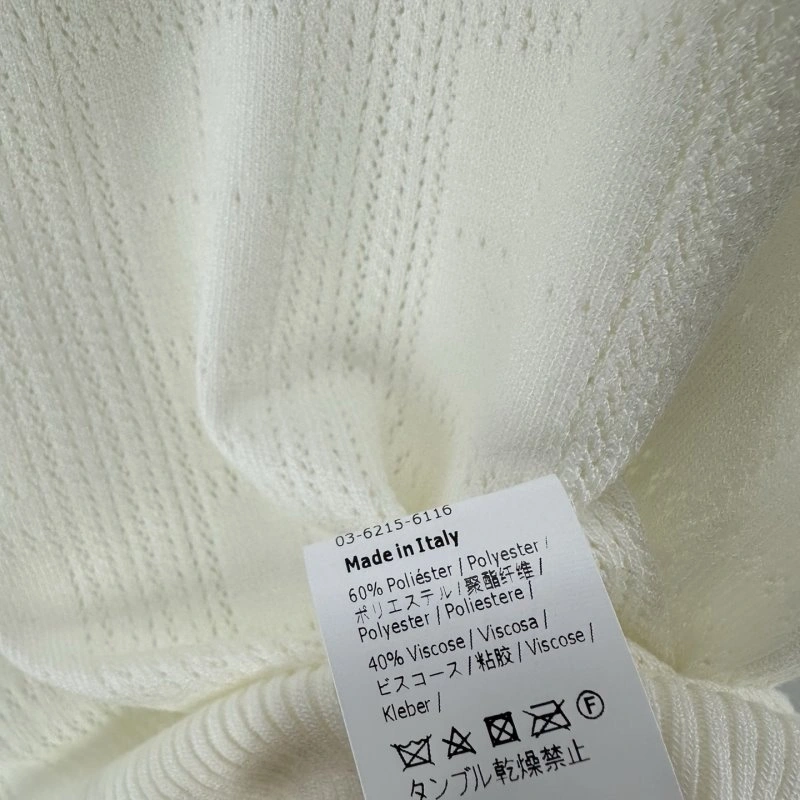 03-6215-6116
Made in Italy
60% Poliéster / Polyester /
ポリエステル / 聚酯纤维 /
Polyester / Poliestere /
40% Viscose / Viscosa /
ビスコース / 粘胶 / Viscose /
Kleber /
F
タンブル乾燥禁止